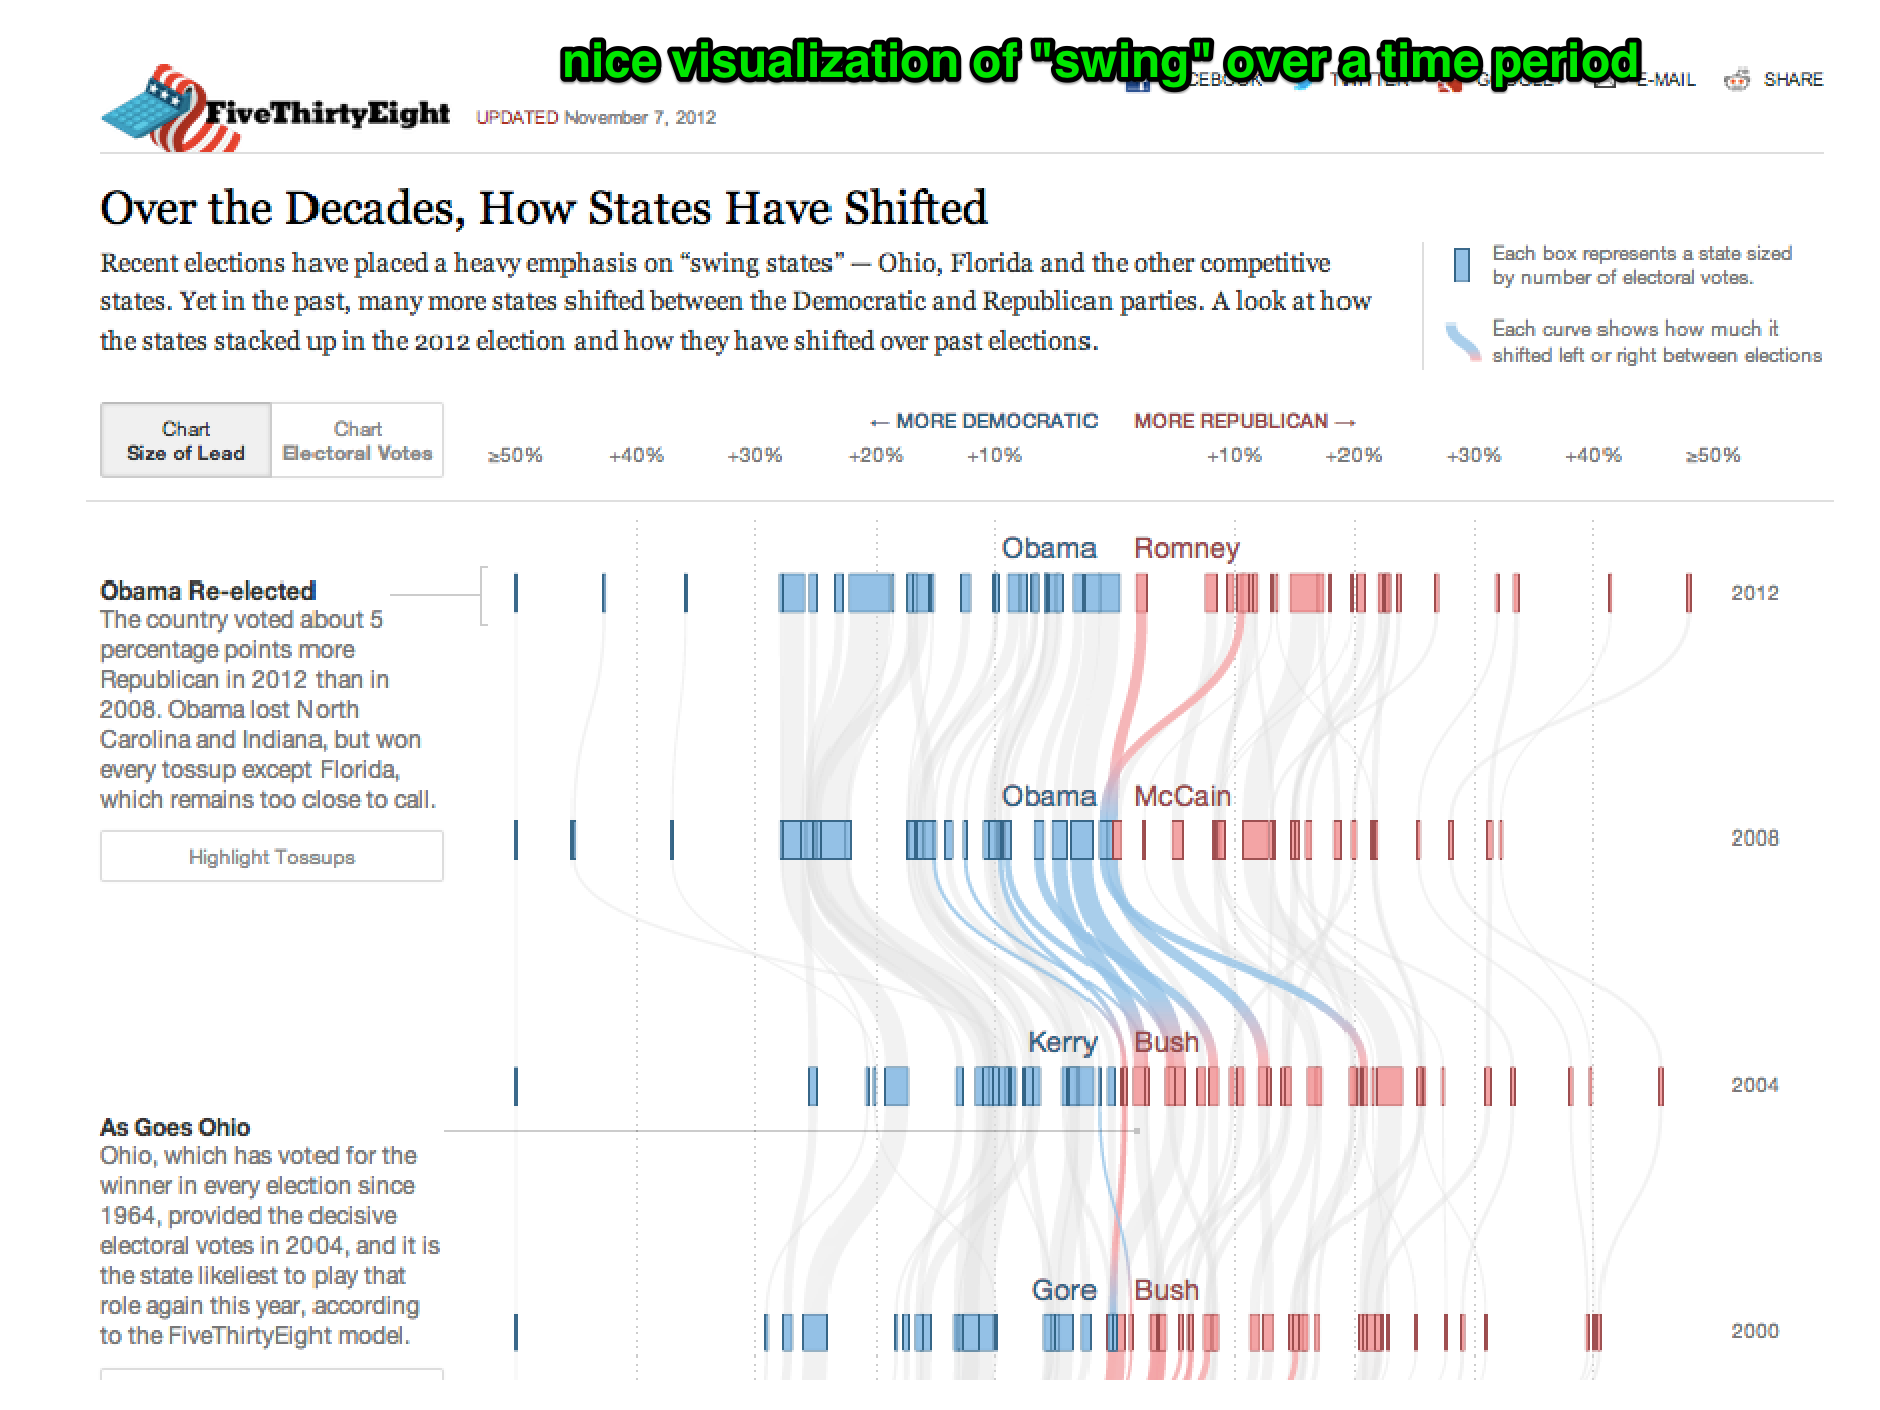 nice visualization of "swing" over a time period
FiveThirtyEight
UPDATED November 7, 2012
E-MAIL
SHARE
Over the Decades, How States Have Shifted
Recent elections have placed a heavy emphasis on “swing states” — Ohio, Florida and the other competitive
states. Yet in the past, many more states shifted between the Democratic and Republican parties. A look at how
the states stacked up in the 2012 election and how they have shifted over past elections.
Each box represents a state sized
by number of electoral votes.
Each curve shows how much it
shifted left or right between elections
Chart
Size of Lead
Chart
Electoral Votes
← MORE DEMOCRATIC MORE REPUBLICAN →
≥50% +40% +30% +20% +10% +10% +20% +30% +40% ≥50%
Obama Romney
2012
Obama Re-elected
The country voted about 5
percentage points more
Republican in 2012 than in
2008. Obama lost North
Carolina and Indiana, but won
every tossup except Florida,
which remains too close to call.
Highlight Tossups
Obama McCain
2008
Kerry Bush
2004
As Goes Ohio
Ohio, which has voted for the
winner in every election since
1964, provided the decisive
electoral votes in 2004, and it is
the state likeliest to play that
role again this year, according
to the FiveThirtyEight model.
Gore Bush
2000